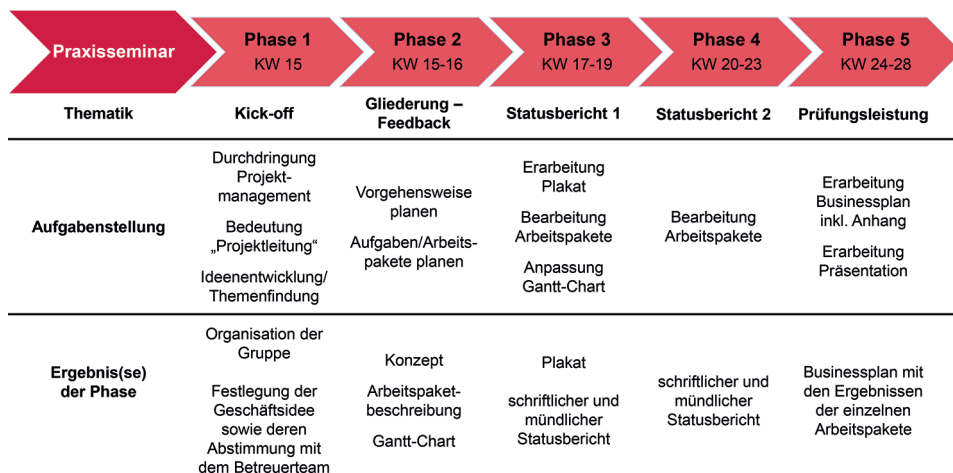 Praxisseminar
Phase 1
KW 15
Phase 2
KW 15-16
Phase 3
KW 17-19
Phase 4
KW 20-23
Phase 5
KW 24-28
Thematik
Kick-off
Gliederung –
Feedback
Statusbericht 1
Statusbericht 2
Prüfungsleistung
Aufgabenstellung
Durchdringung
Projekt-
management
Bedeutung
„Projektleitung“
Ideenentwicklung/
Themenfindung
Vorgehensweise
planen
Aufgaben/Arbeits-
pakete planen
Erarbeitung
Plakat
Bearbeitung
Arbeitspakete
Anpassung
Gantt-Chart
Bearbeitung
Arbeitspakete
Erarbeitung
Businessplan
inkl. Anhang
Erarbeitung
Präsentation
Ergebnis(se)
der Phase
Organisation der
Gruppe
Festlegung der
Geschäftsidee
sowie deren
Abstimmung mit
dem Betreuerteam
Konzept
Arbeitspaket-
beschreibung
Gantt-Chart
Plakat
schriftlicher und
mündlicher
Statusbericht
schriftlicher und
mündlicher
Statusbericht
Businessplan mit
den Ergebnissen
der einzelnen
Arbeitspakete